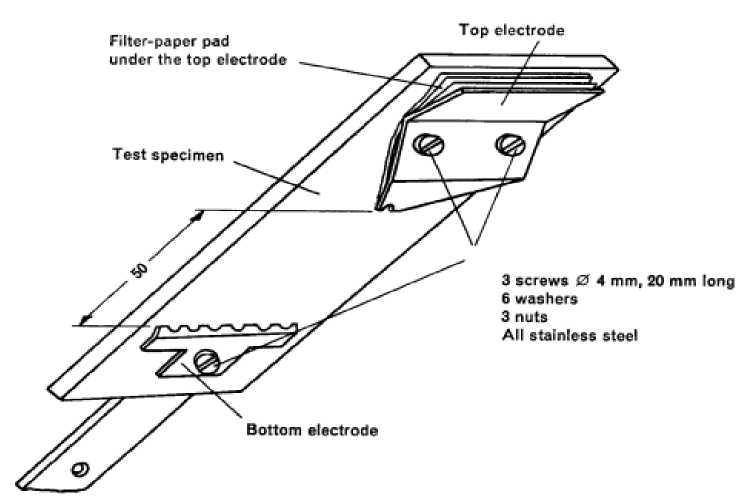 Top electrode
Filter-paper pad
under the top electrode
Test specimen
50
3 screws ∅ 4 mm, 20 mm long
6 washers
3 nuts
All stainless steel
Bottom electrode